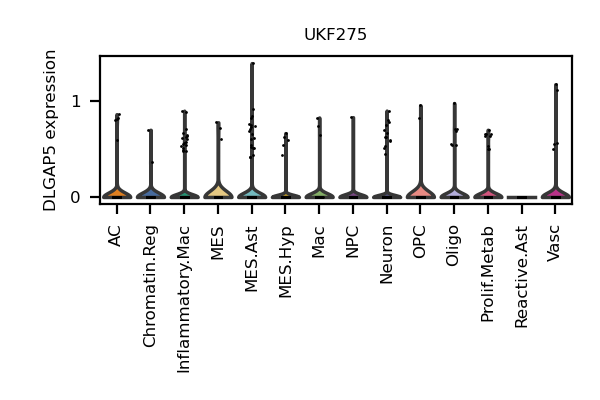 UKF275
DLGAP5 expression
1
0
AC
Chromatin.Reg
Inflammatory.Mac
MES
MES.Ast
MES.Hyp
Mac
NPC
Neuron
OPC
Oligo
Prolif.Metab
Reactive.Ast
Vasc